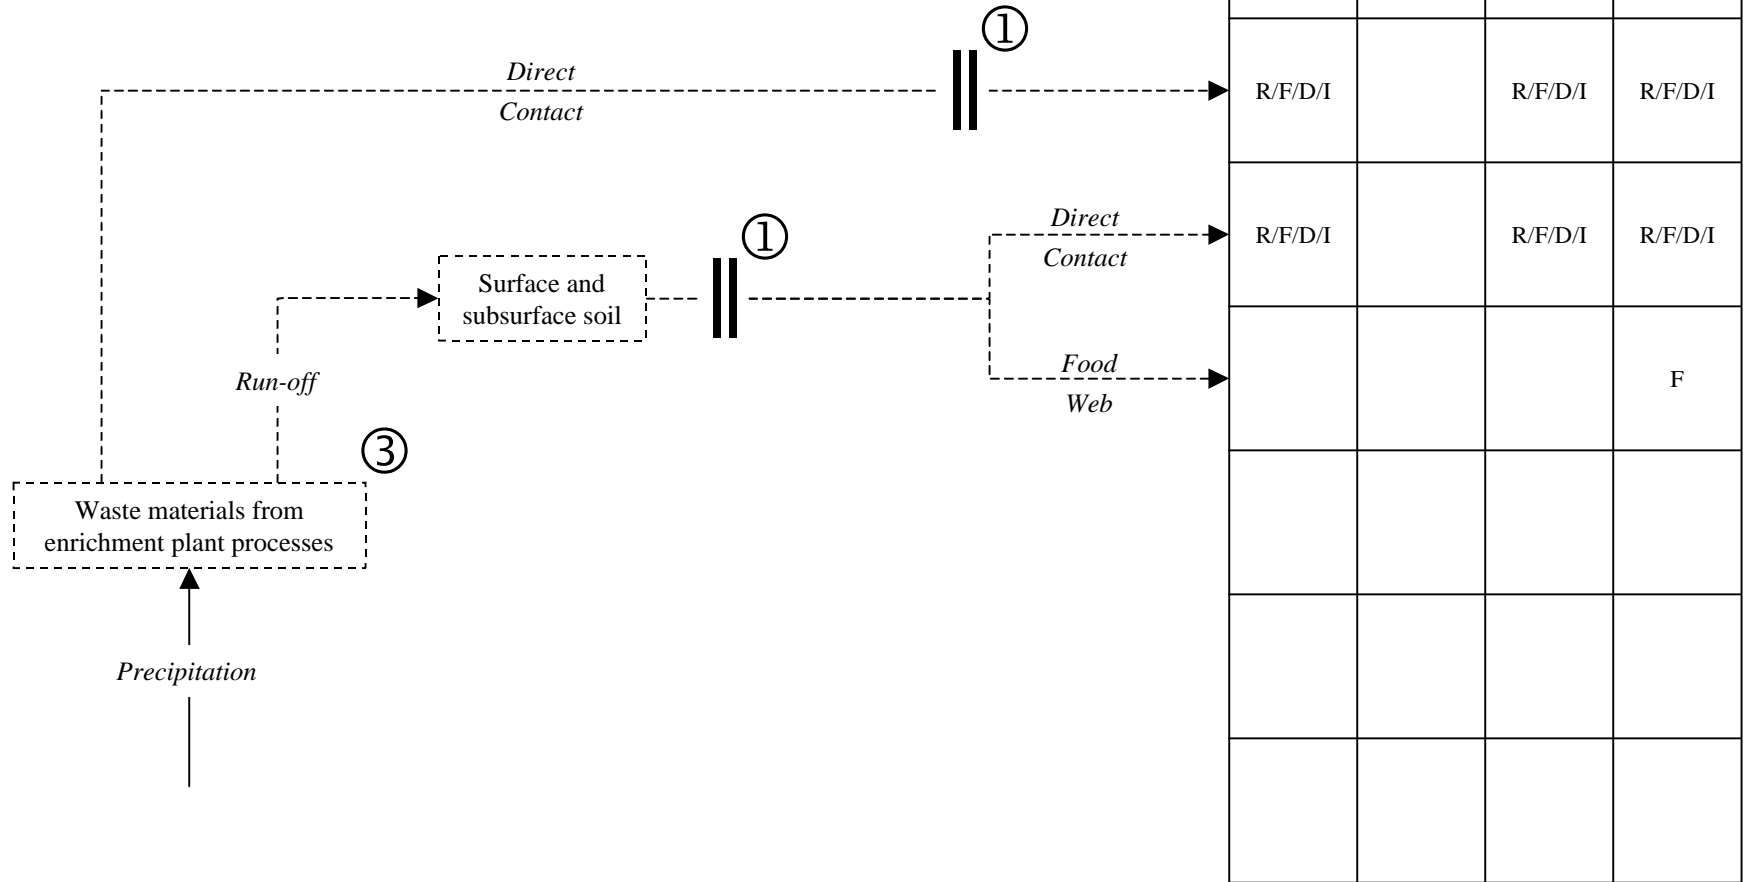 ①
Direct
Contact
R/F/D/I R/F/D/I R/F/D/I
①
Direct
Contact
R/F/D/I R/F/D/I R/F/D/I
Surface and
subsurface soil
Food
Web
F
Run-off
③
Waste materials from
enrichment plant processes
Precipitation